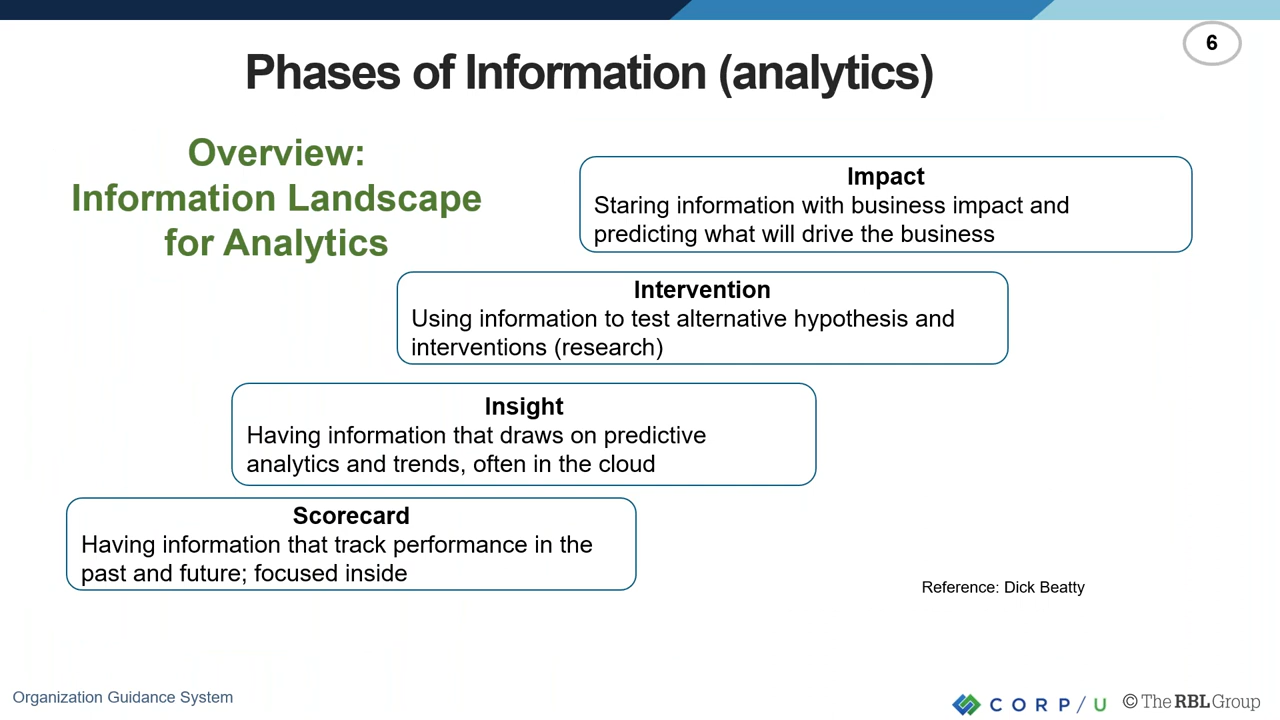 6
Phases of Information (analytics)
Overview:
Information Landscape
for Analytics
Impact
Staring information with business impact and
predicting what will drive the business
Intervention
Using information to test alternative hypothesis and
interventions (research)
Insight
Having information that draws on predictive
analytics and trends, often in the cloud
Scorecard
Having information that track performance in the
past and future; focused inside
Reference: Dick Beatty
Organization Guidance System
CORP/U
© The RBL Group